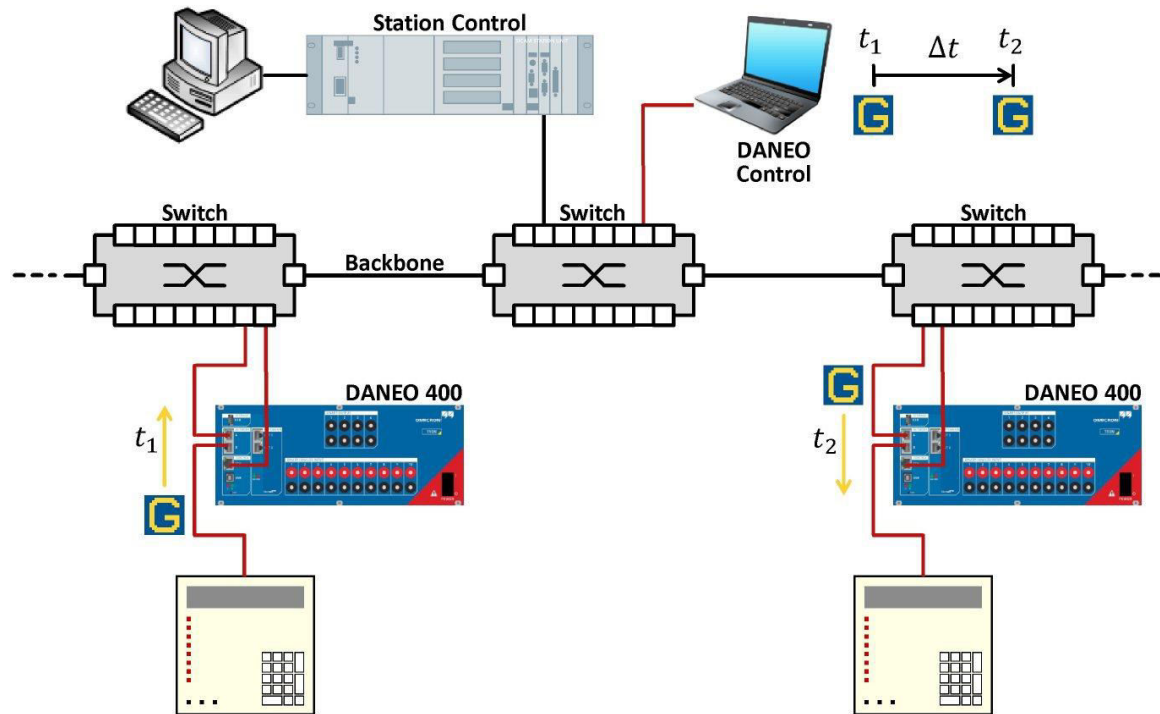 Station Control
t₁ Δt t₂
G G
DANEO
Control
Switch Switch Switch
Backbone
DANEO 400 DANEO 400
t₁
G
G
t₂